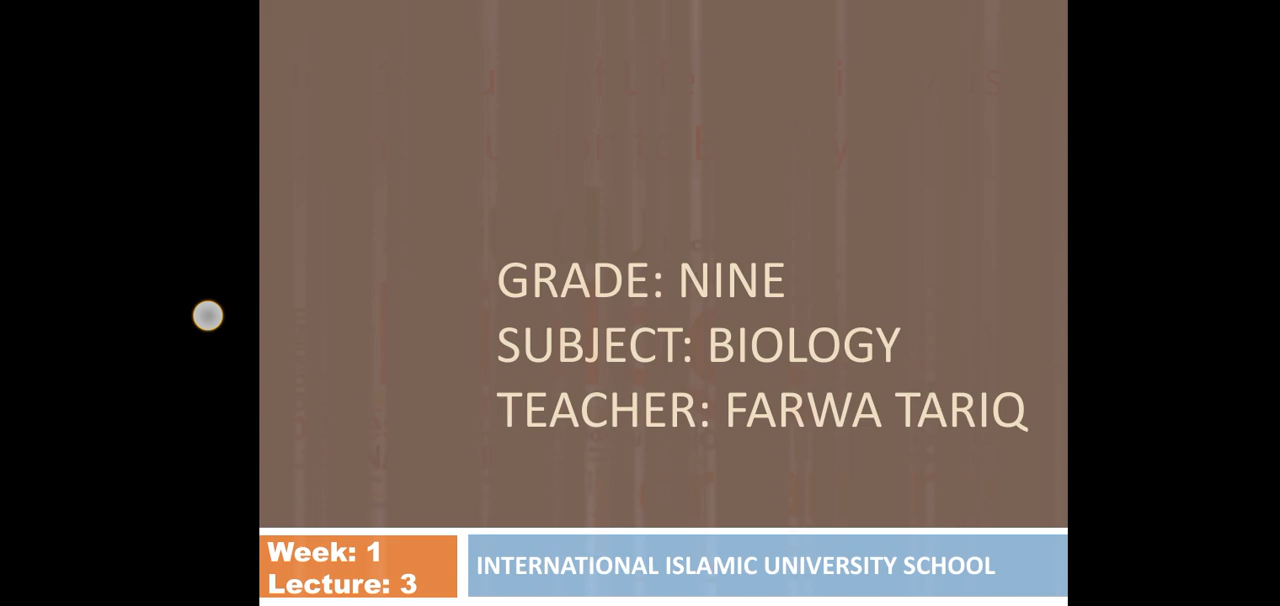 GRADE: NINE
SUBJECT: BIOLOGY
TEACHER: FARWA TARIQ
Week: 1
Lecture: 3
INTERNATIONAL ISLAMIC UNIVERSITY SCHOOL